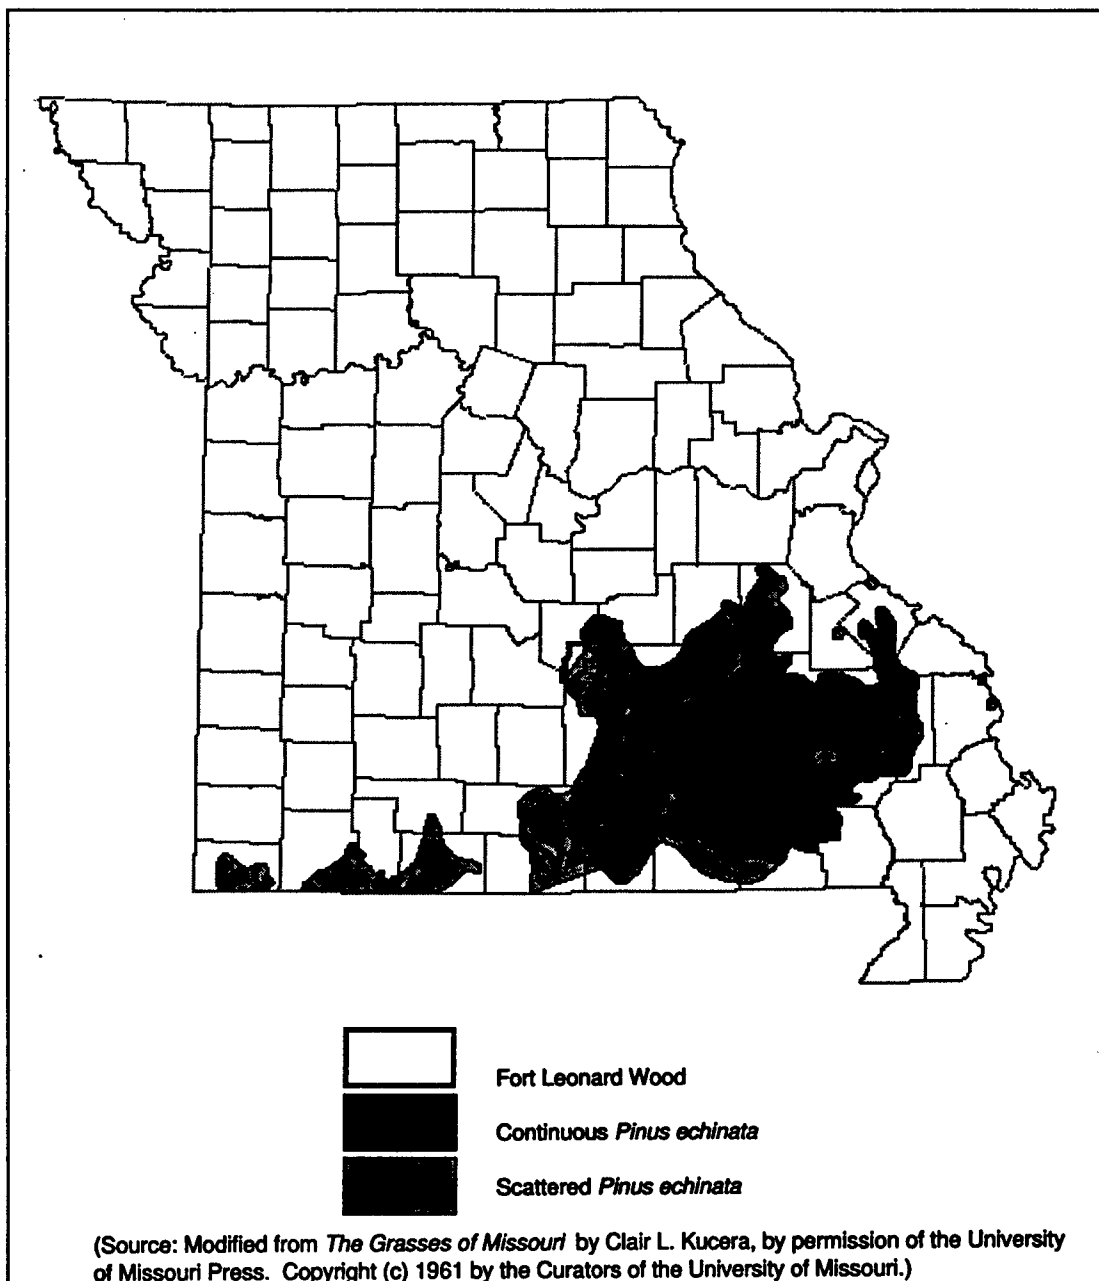 Fort Leonard Wood
Continuous Pinus echinata
Scattered Pinus echinata
(Source: Modified from The Grasses of Missouri by Clair L. Kucera, by permission of the University
of Missouri Press. Copyright (c) 1961 by the Curators of the University of Missouri.)